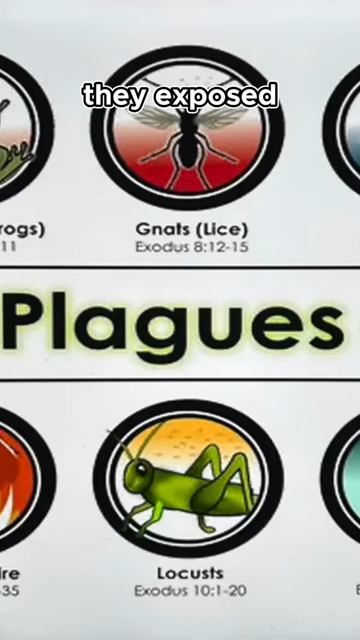 they exposed
rogs)
Gnats (Lice)
11
Exodus 8:12-15
Plagues
ire
Locusts
-35
Exodus 10:1-20
E